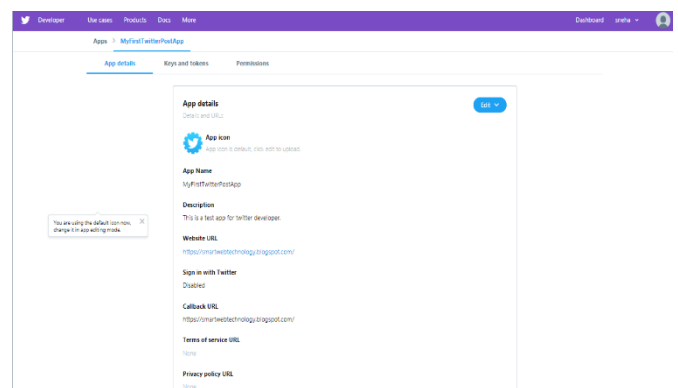 Developer Use cases Products Docs More Dashboard sneha
Apps > MyFirstTwitterPostApp
App details Keys and tokens Permissions
App details
Edit
Details and URLs
App icon
App icon is default, click edit to upload.
App Name
MyFirstTwitterPostApp
Description
This is a test app for twitter developer.
You are using the default icon now,
change it in app editing mode.
Website URL
https://smartwebtechnology.blogspot.com/
Sign in with Twitter
Disabled
Callback URL
https://smartwebtechnology.blogspot.com/
Terms of service URL
None
Privacy policy URL
None